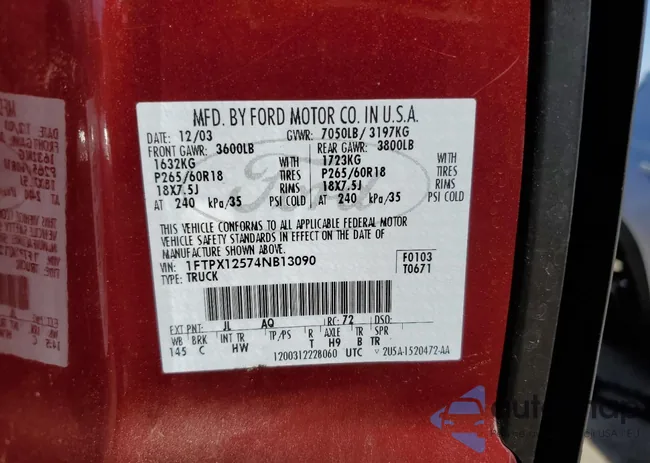 MFD. BY FORD MOTOR CO. IN U.S.A.
DATE: 12/03 GVWR: 7050LB / 3197KG
FRONT GAWR: 3600LB REAR GAWR: 3800LB
1632KG WITH 1723KG WITH
P265/60R18 TIRES P265/60R18 TIRES
18X7.5J RIMS 18X7.5J RIMS
AT 240 kPa/35 PSI COLD AT 240 kPa/35 PSI COLD
THIS VEHICLE CONFORMS TO ALL APPLICABLE FEDERAL MOTOR
VEHICLE SAFETY STANDARDS IN EFFECT ON THE DATE OF
MANUFACTURE SHOWN ABOVE.
VIN: 1FTPX12574NB13090 F0103
TYPE: TRUCK T0671
EXT PNT: JL AQ RC: 72 DSO:
WB BRK INT TR TP/PS R AXLE TR SPR
145 C HW T H9 B TR
1200312228060 UTC 2U5A-1520472-AA
Ford